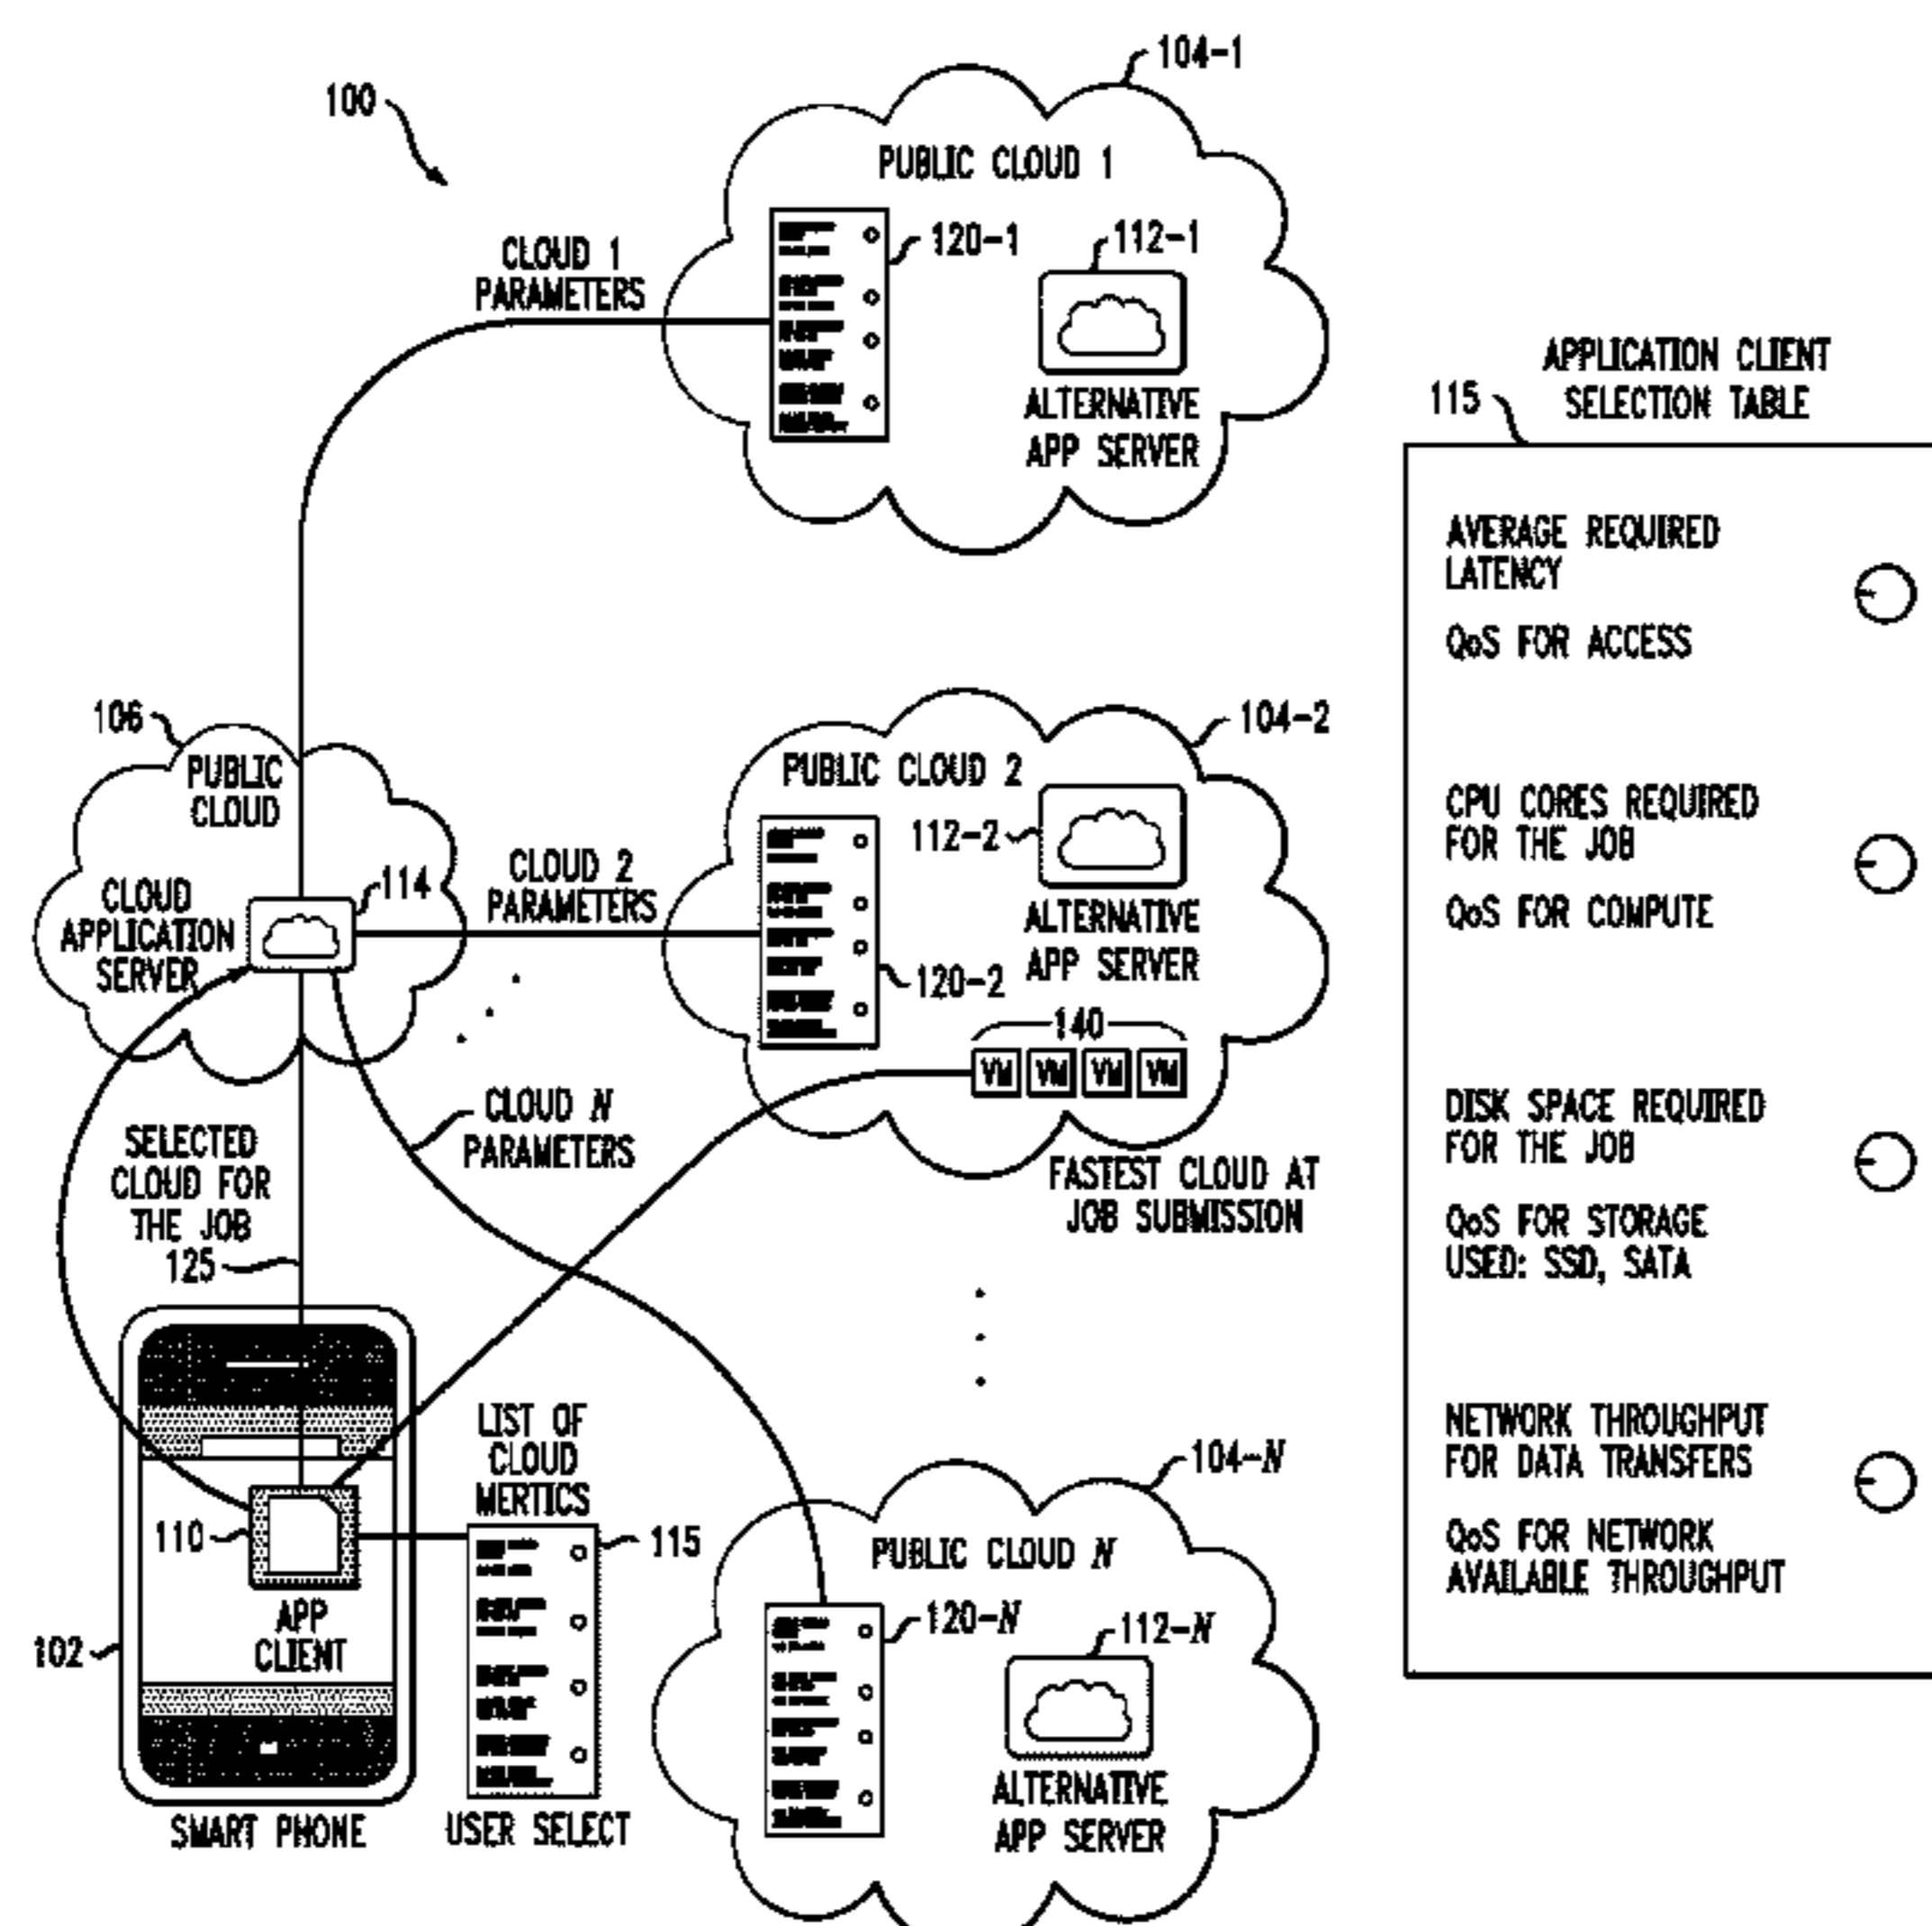 100
104-1
PUBLIC CLOUD 1
120-1
112-1
CLOUD 1
PARAMETERS
ALTERNATIVE
APP SERVER
APPLICATION CLIENT
SELECTION TABLE
115
AVERAGE REQUIRED
LATENCY
QoS FOR ACCESS
CPU CORES REQUIRED
FOR THE JOB
QoS FOR COMPUTE
DISK SPACE REQUIRED
FOR THE JOB
QoS FOR STORAGE
USED: SSD, SATA
NETWORK THROUGHPUT
FOR DATA TRANSFERS
QoS FOR NETWORK
AVAILABLE THROUGHPUT
106
PUBLIC
CLOUD
CLOUD
APPLICATION
SERVER
114
CLOUD 2
PARAMETERS
104-2
PUBLIC CLOUD 2
112-2
ALTERNATIVE
APP SERVER
120-2
140
VM VM VM VM
FASTEST CLOUD AT
JOB SUBMISSION
CLOUD N
PARAMETERS
SELECTED
CLOUD FOR
THE JOB
125
LIST OF
CLOUD
MERTICS
110
115
APP
CLIENT
102
SMART PHONE
USER SELECT
104-N
PUBLIC CLOUD N
120-N
112-N
ALTERNATIVE
APP SERVER